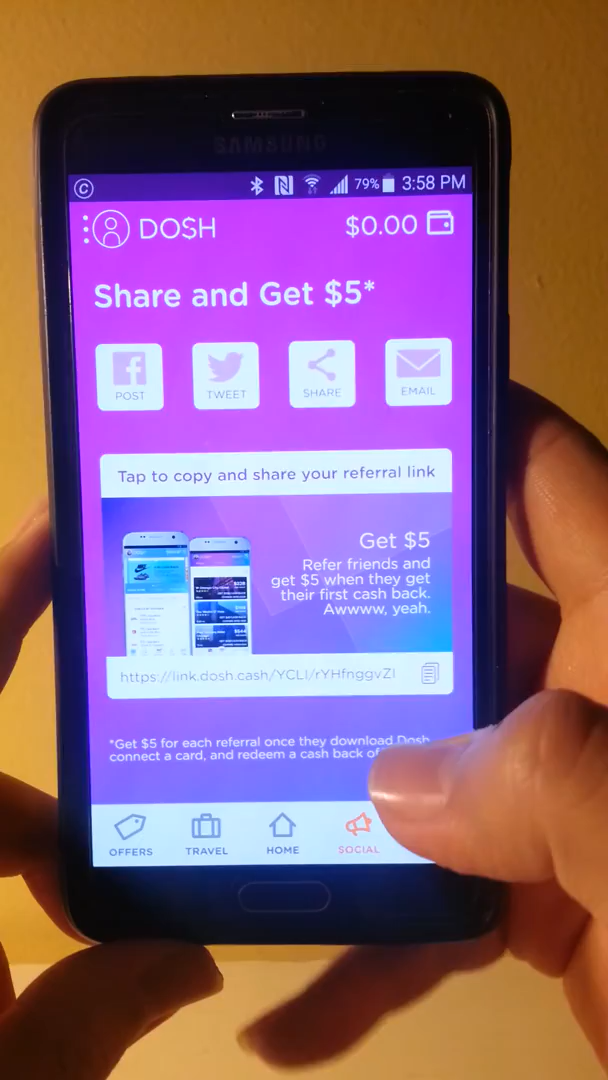 SAMSUNG
79% 3:58 PM
DOSH $0.00
Share and Get $5*
POST TWEET SHARE EMAIL
Tap to copy and share your referral link
Get $5
Refer friends and
get $5 when they get
their first cash back.
Awwww, yeah.
https://link.dosh.cash/YCLI/rYHfnggvZI
*Get $5 for each referral once they download Dosh
connect a card, and redeem a cash back of
OFFERS TRAVEL HOME SOCIAL